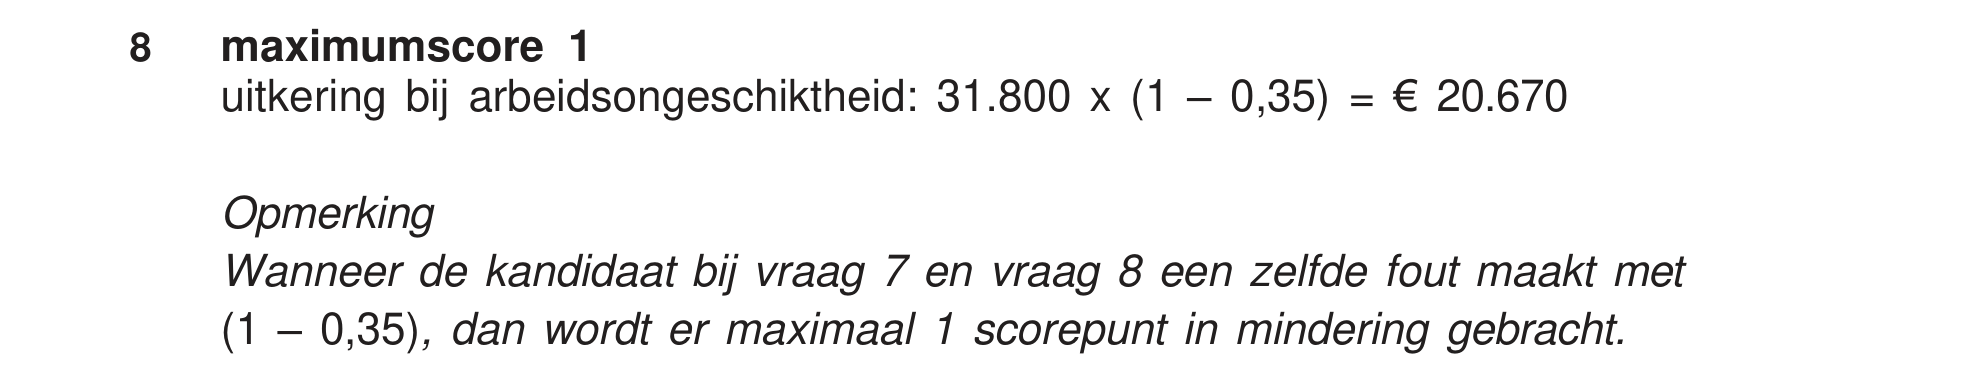 8 maximumscore 1
uitkering bij arbeidsongeschiktheid: 31.800 x (1 – 0,35) = € 20.670
Opmerking
Wanneer de kandidaat bij vraag 7 en vraag 8 een zelfde fout maakt met
(1 – 0,35), dan wordt er maximaal 1 scorepunt in mindering gebracht.